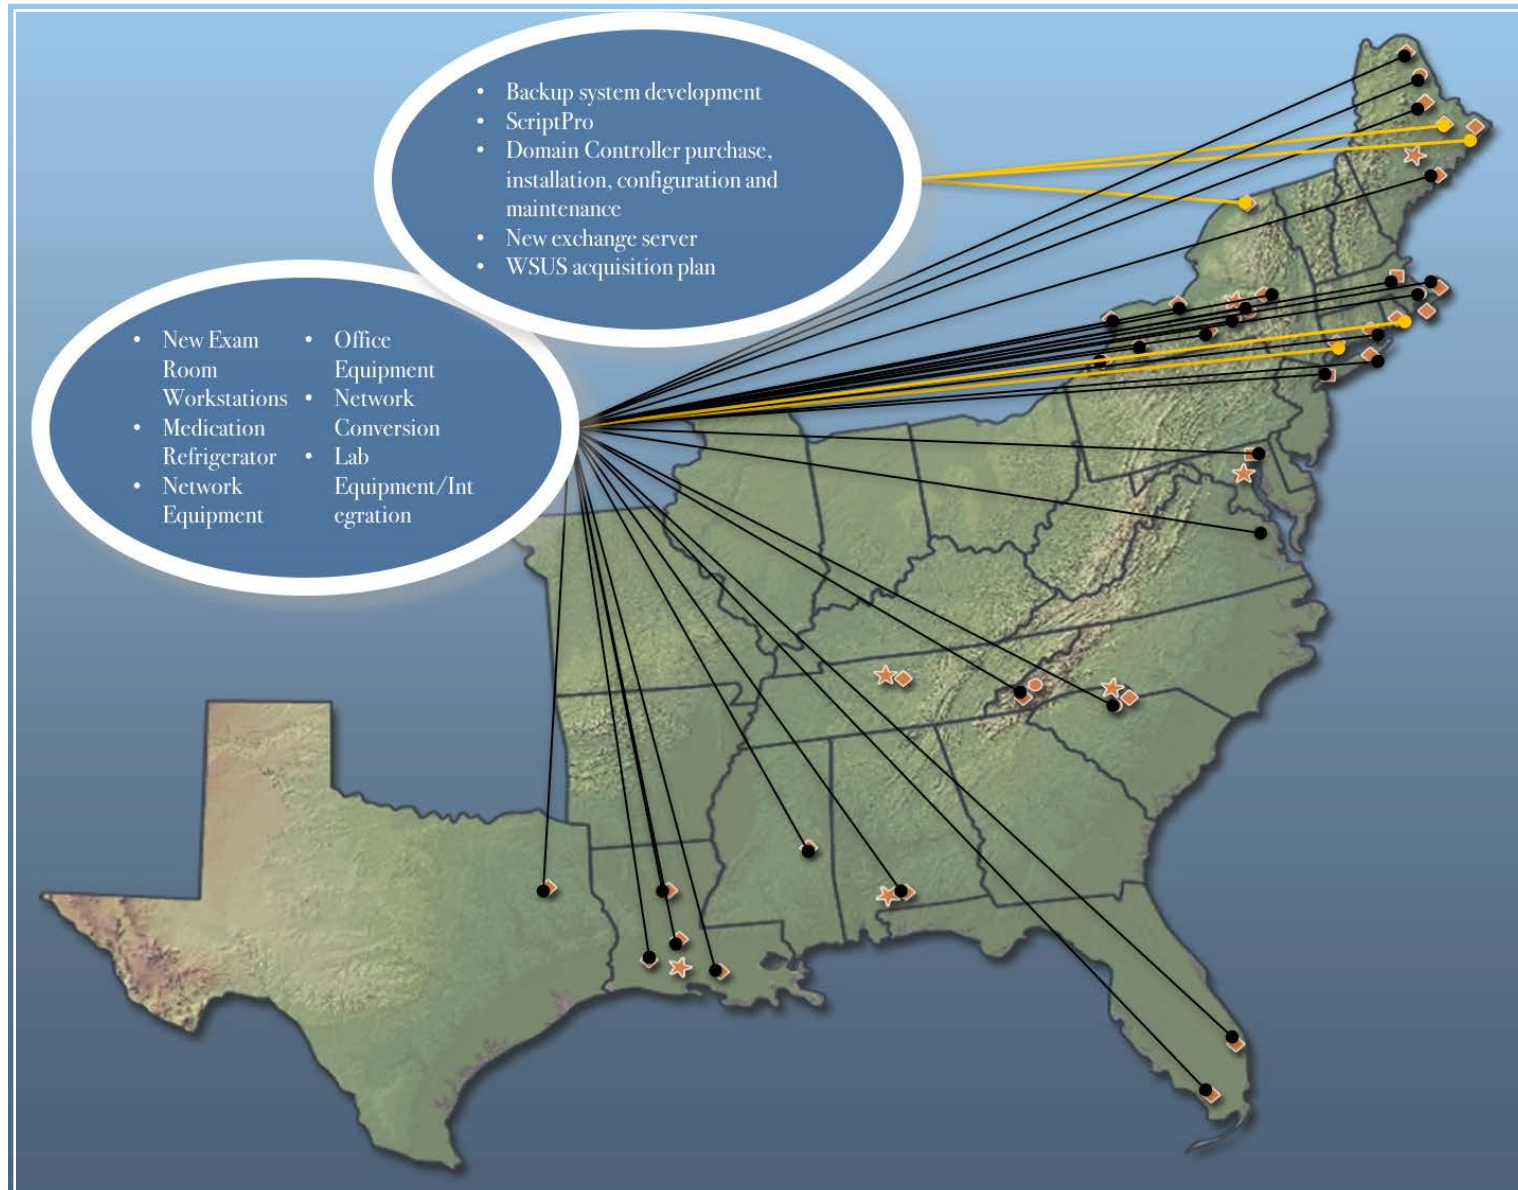 • Backup system development
• ScriptPro
• Domain Controller purchase,
installation, configuration and
maintenance
• New exchange server
• WSUS acquisition plan
• New Exam
Room
Workstations
• Medication
Refrigerator
• Network
Equipment
• Office
Equipment
• Network
Conversion
• Lab
Equipment/Int
egration